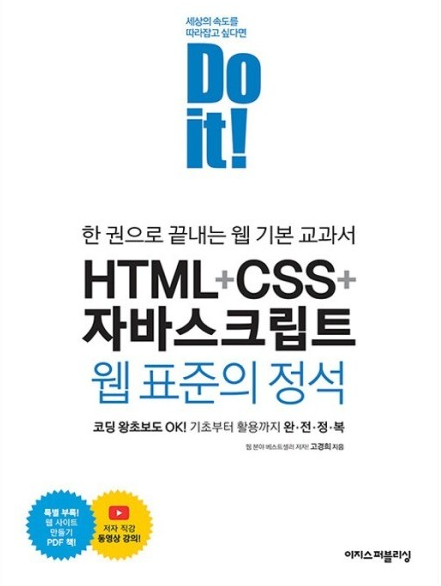 세상의 속도를
따라잡고 싶다면
Do
it!
한 권으로 끝내는 웹 기본 교과서
HTML+CSS+
자바스크립트
웹 표준의 정석
코딩 왕초보도 OK! 기초부터 활용까지 완·전·정·복
웹 분야 베스트셀러 저자! 고경희 지음
특별 부록!
웹 사이트
만들기
PDF 책!
저자 직강
동영상 강의!
이지스퍼블리싱